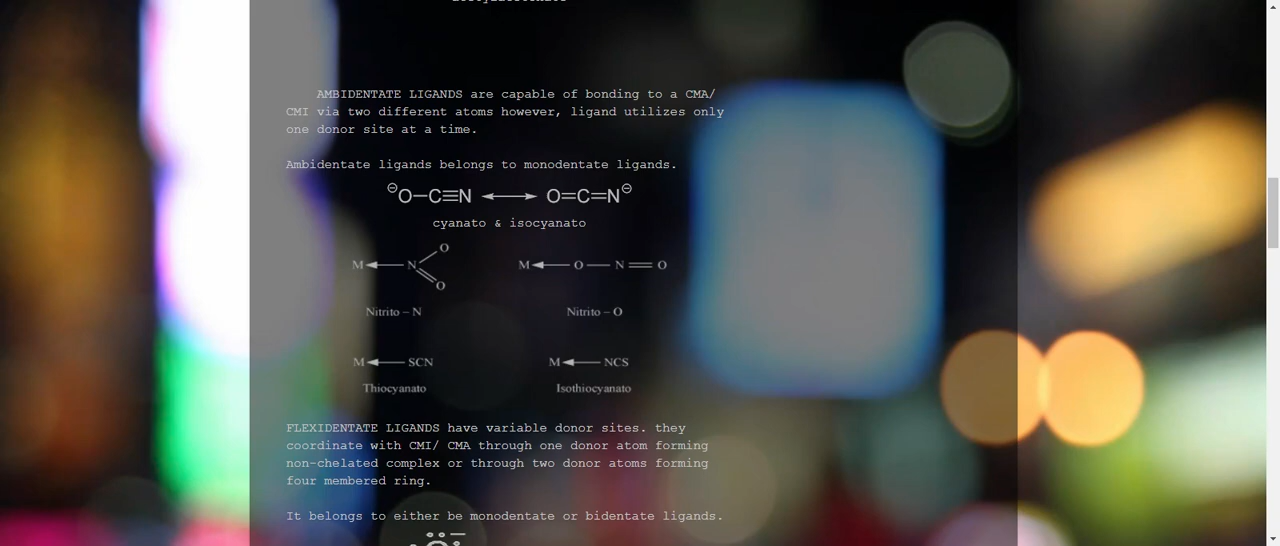 AMBIDENTATE LIGANDS are capable of bonding to a CMA/
CMI via two different atoms however, ligand utilizes only
one donor site at a time.
Ambidentate ligands belongs to monodentate ligands.
⊖O—C≡N ⟷ O=C=N⊖
cyanato & isocyanato
M ← N O O
M ← O — N = O
Nitrito – N
Nitrito – O
M ← SCN
M ← NCS
Thiocyanato
Isothiocyanato
FLEXIDENTATE LIGANDS have variable donor sites. they
coordinate with CMI/ CMA through one donor atom forming
non-chelated complex or through two donor atoms forming
four membered ring.
It belongs to either be monodentate or bidentate ligands.